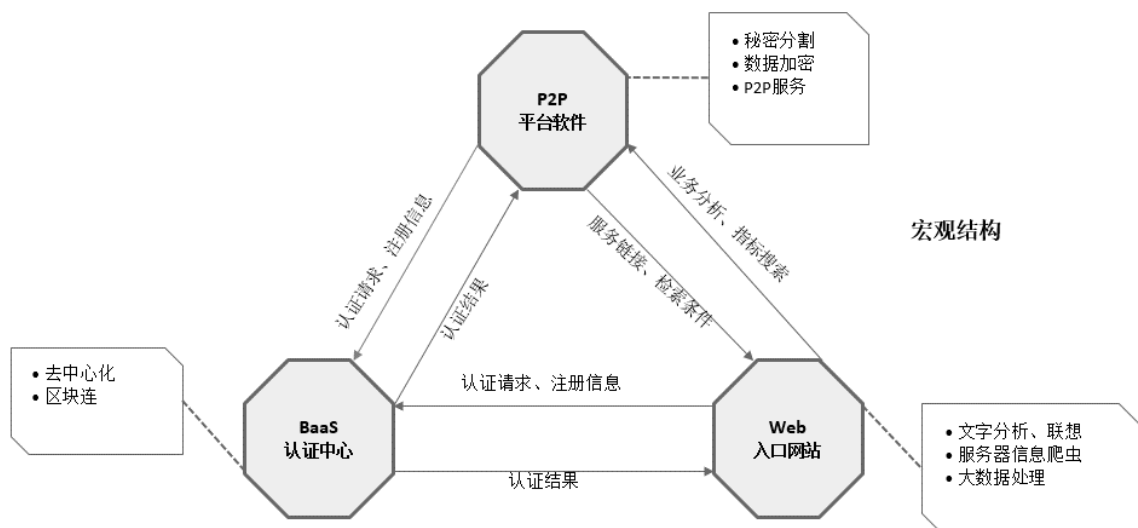 • 秘密分割
• 数据加密
• P2P服务
P2P
平台软件
业务分析、指标搜索
宏观结构
认证请求、注册信息
认证结果
服务链接、检索条件
• 去中心化
• 区块连
认证请求、注册信息
BaaS
认证中心
Web
入口网站
• 文字分析、联想
• 服务器信息爬虫
• 大数据处理
认证结果